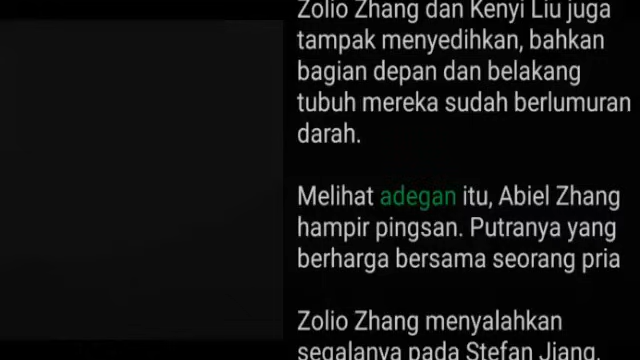 Zolio Zhang dan Kenyi Liu juga
tampak menyedihkan, bahkan
bagian depan dan belakang
tubuh mereka sudah berlumuran
darah.
Melihat adegan itu, Abiel Zhang
hampir pingsan. Putranya yang
berharga bersama seorang pria
Zolio Zhang menyalahkan
segalanya pada Stefan Jiang.